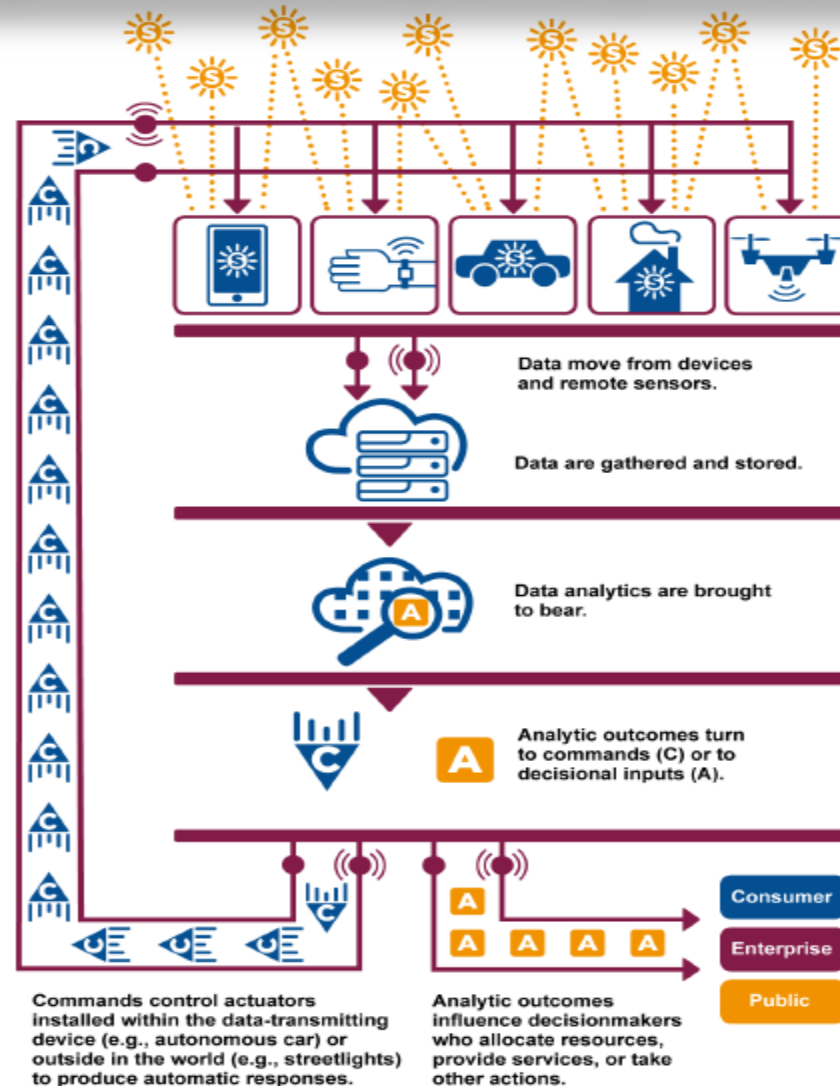 S S S S S S S S S S
C
C
C
C
C
C
C
C
C
C
C
C
S S S S
Data move from devices
and remote sensors.
Data are gathered and stored.
A
Data analytics are brought
to bear.
C
A
Analytic outcomes turn
to commands (C) or to
decisional inputs (A).
C
C C C
A
A A A A
Consumer
Enterprise
Public
Commands control actuators
installed within the data-transmitting
device (e.g., autonomous car) or
outside in the world (e.g., streetlights)
to produce automatic responses.
Analytic outcomes
influence decisionmakers
who allocate resources,
provide services, or take
other actions.